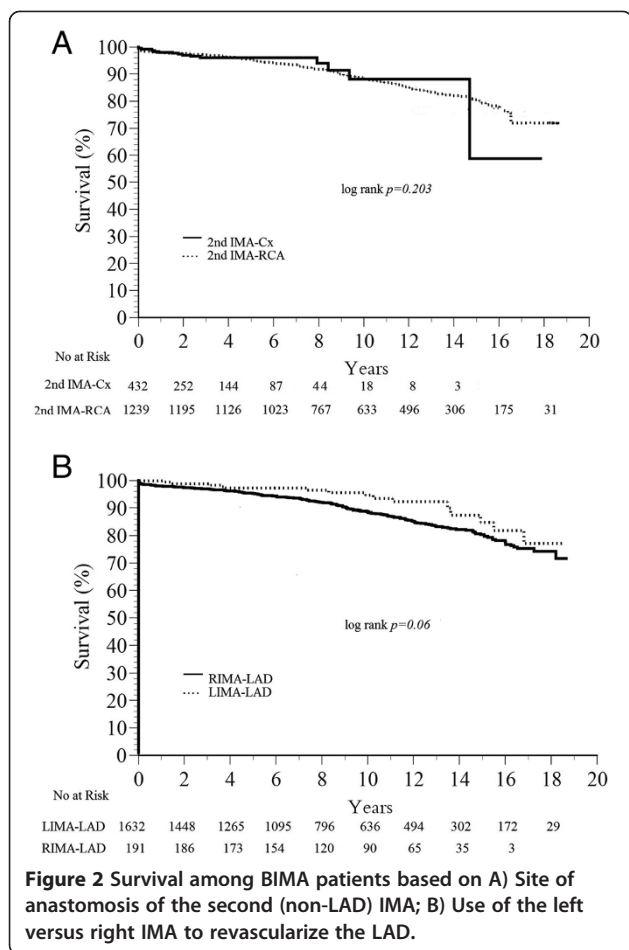 A
100
90
80
70
60
50
40
30
20
10
0
Survival (%)
log rank p=0.203
2nd IMA-Cx
2nd IMA-RCA
0 2 4 6 8 10 12 14 16 18 20
No at Risk
Years
2nd IMA-Cx 432 252 144 87 44 18 8 3
2nd IMA-RCA 1239 1195 1126 1023 767 633 496 306 175 31
B
100
90
80
70
60
50
40
30
20
10
0
Survival (%)
log rank p=0.06
RIMA-LAD
LIMA-LAD
0 2 4 6 8 10 12 14 16 18 20
No at Risk
Years
LIMA-LAD 1632 1448 1265 1095 796 636 494 302 172 29
RIMA-LAD 191 186 173 154 120 90 65 35 3
Figure 2 Survival among BIMA patients based on A) Site of
anastomosis of the second (non-LAD) IMA; B) Use of the left
versus right IMA to revascularize the LAD.